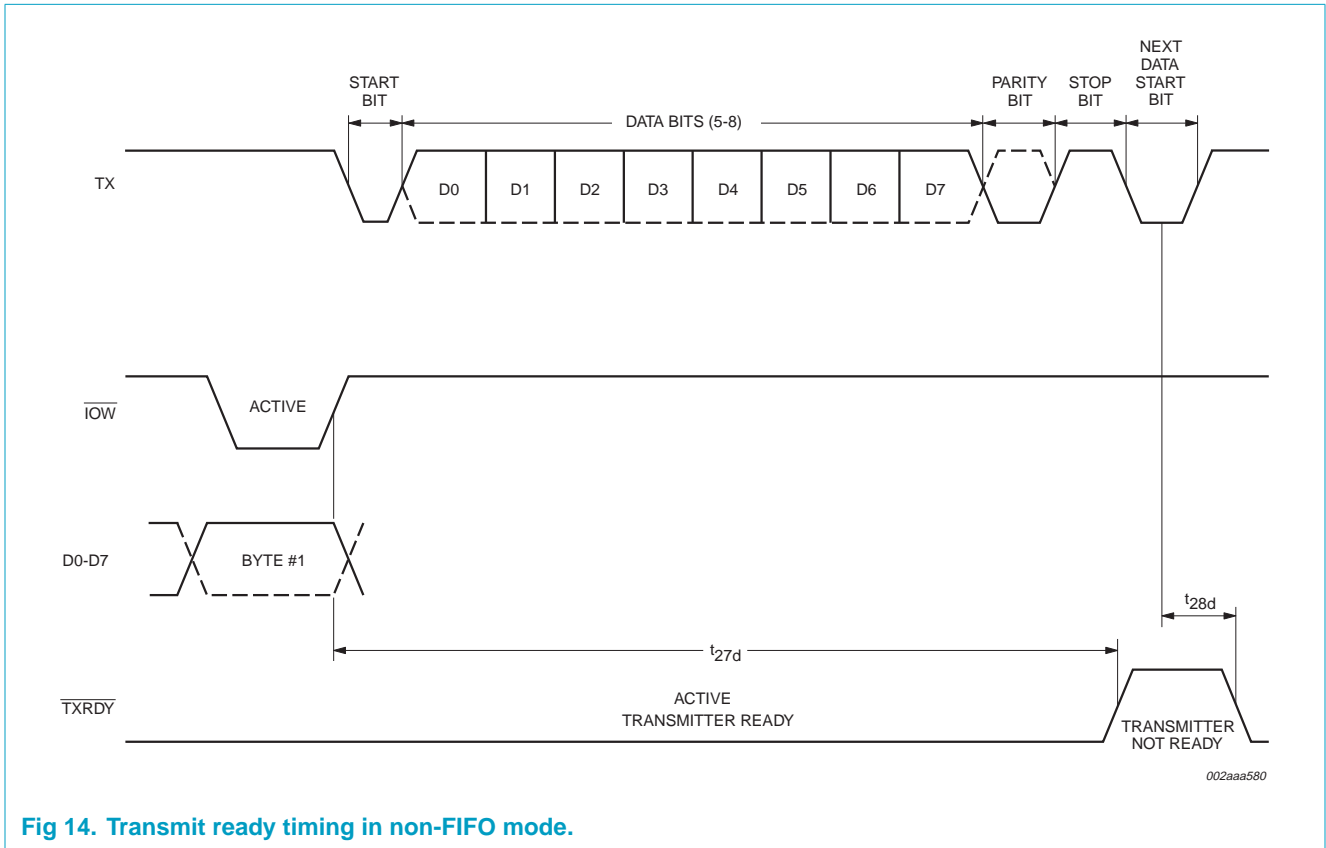 START
BIT
DATA BITS (5-8)
PARITY
BIT
STOP
BIT
NEXT
DATA
START
BIT
TX
D0 D1 D2 D3 D4 D5 D6 D7
IOW
ACTIVE
D0-D7
BYTE #1
t28d
t27d
TXRDY
ACTIVE
TRANSMITTER READY
TRANSMITTER
NOT READY
002aaa580
Fig 14. Transmit ready timing in non-FIFO mode.